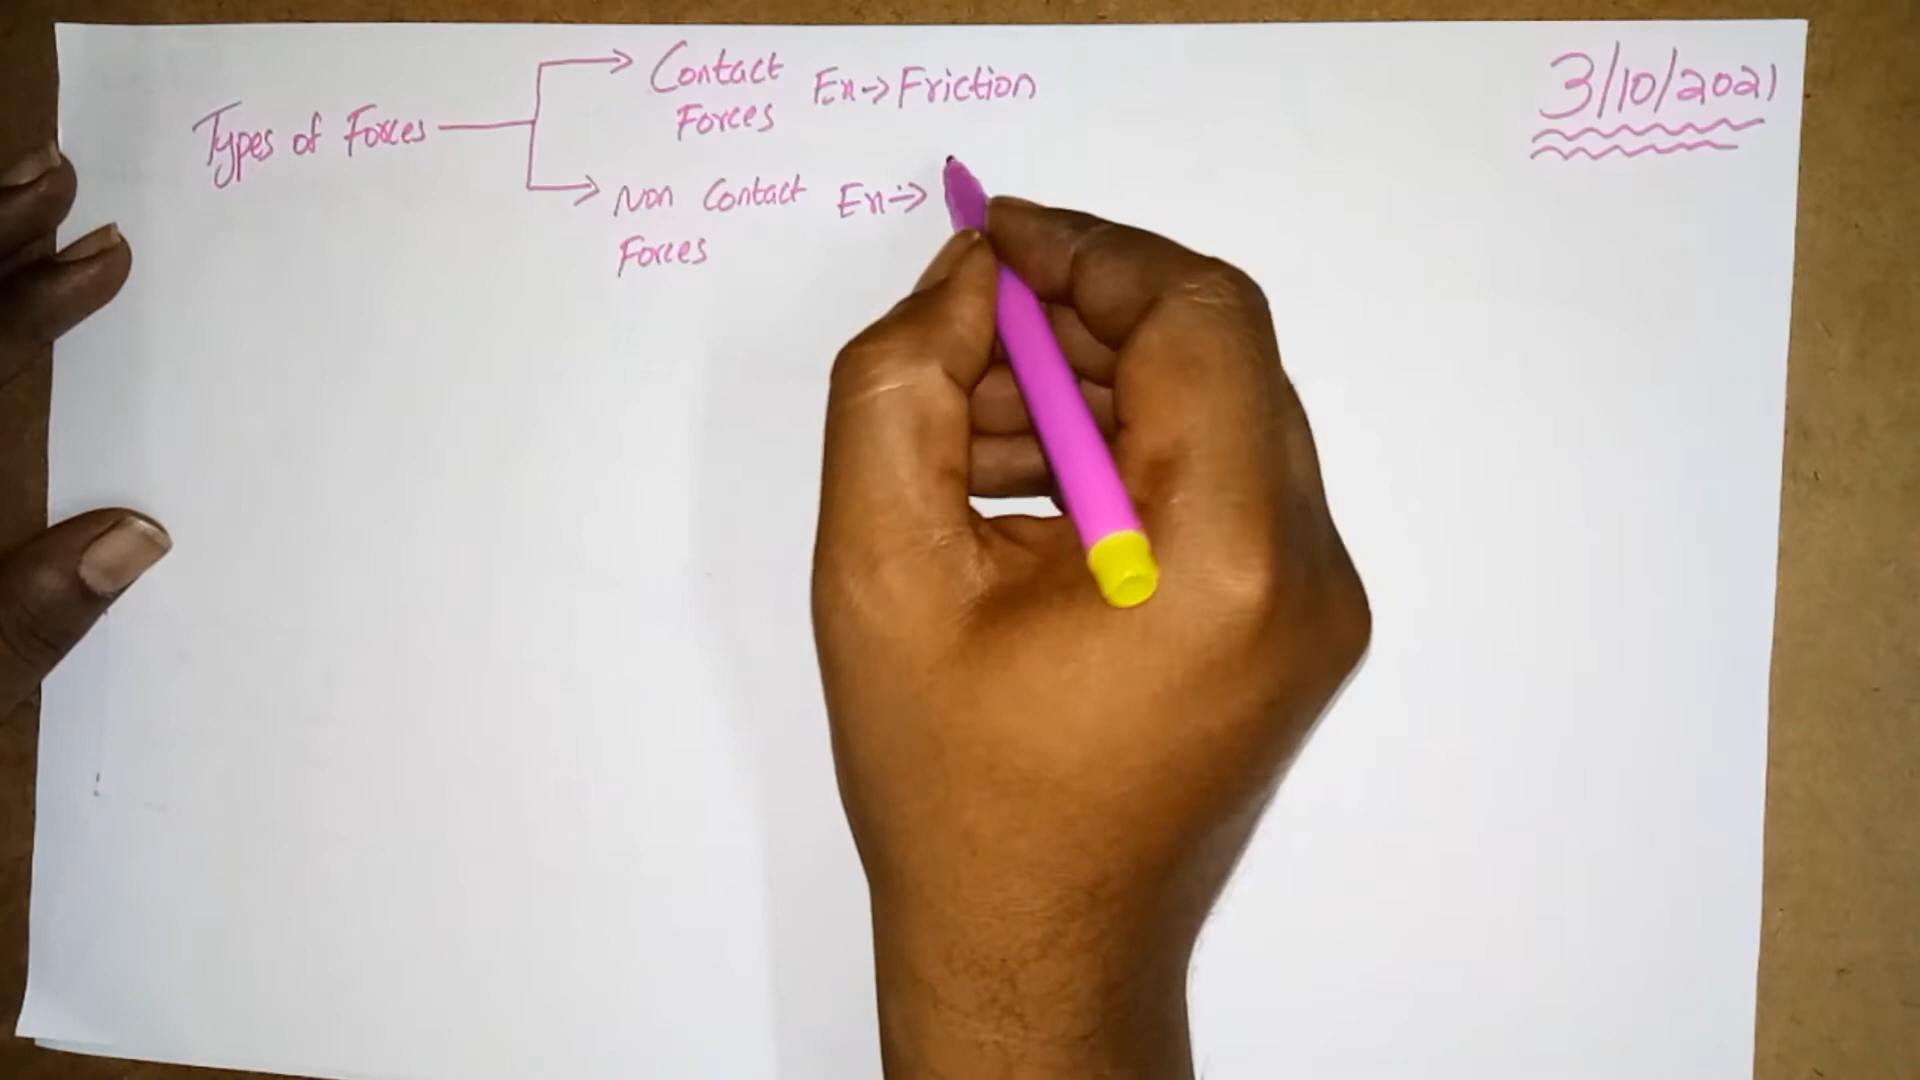 Types of Forces
Contact
Forces
Ex -> Friction
Non Contact
Forces
Ex ->
3/10/2021